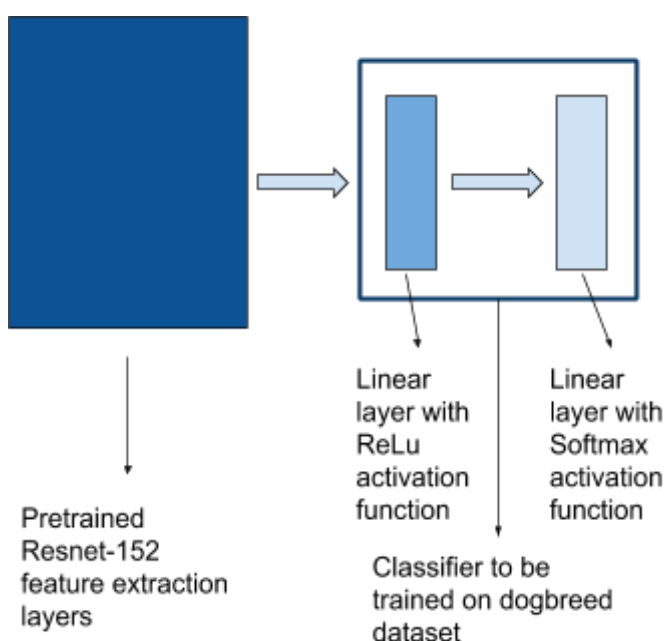 Linear
layer with
ReLu
activation
function
Linear
layer with
Softmax
activation
function
Pretrained
Resnet-152
feature extraction
layers
Classifier to be
trained on dogbreed
dataset